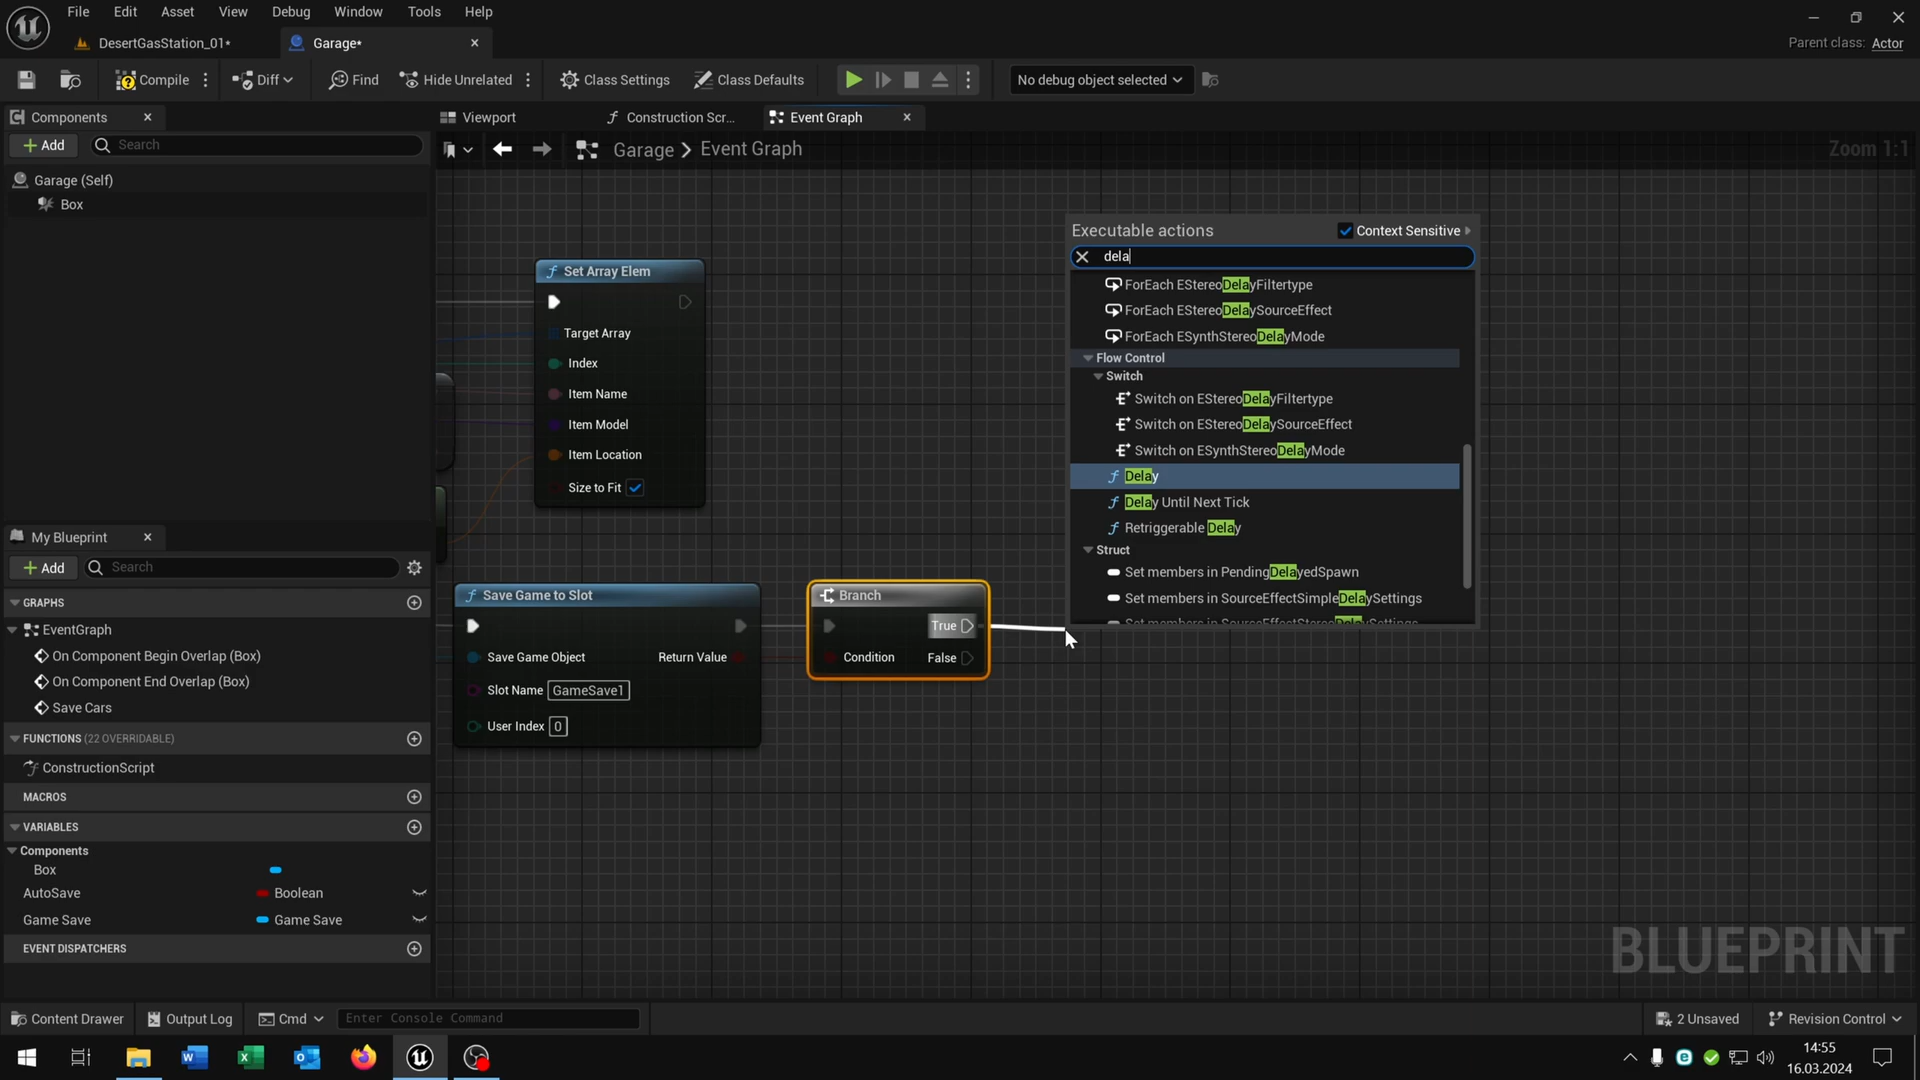 File Edit Asset View Debug Window Tools Help
DesertGasStation_01* Garage* Parent class: Actor
Compile Diff Find Hide Unrelated Class Settings Class Defaults No debug object selected
Components Viewport Construction Scr... Event Graph
Add Search Garage > Event Graph Zoom 1:1
Garage (Self)
Box
Executable actions Context Sensitive
dela
ForEach EStereoDelayFiltertype
ForEach EStereoDelaySourceEffect
ForEach ESynthStereoDelayMode
Flow Control
Switch
Switch on EStereoDelayFiltertype
Switch on EStereoDelaySourceEffect
Switch on ESynthStereoDelayMode
Delay
Delay Until Next Tick
Retriggerable Delay
Struct
Set members in PendingDelayedSpawn
Set members in SourceEffectSimpleDelaySettings
Set members in SourceEffectStereoDelaySettings
Set Array Elem
Target Array
Index
Item Name
Item Model
Item Location
Size to Fit
Save Game to Slot
Save Game Object Return Value
Slot Name GameSave1
User Index 0
Branch
True
Condition False
My Blueprint
Add Search
GRAPHS
EventGraph
On Component Begin Overlap (Box)
On Component End Overlap (Box)
Save Cars
FUNCTIONS (22 OVERRIDABLE)
ConstructionScript
MACROS
VARIABLES
Components
Box
AutoSave Boolean
Game Save Game Save
EVENT DISPATCHERS
BLUEPRINT
Content Drawer Output Log Cmd Enter Console Command 2 Unsaved Revision Control
14:55
16.03.2024